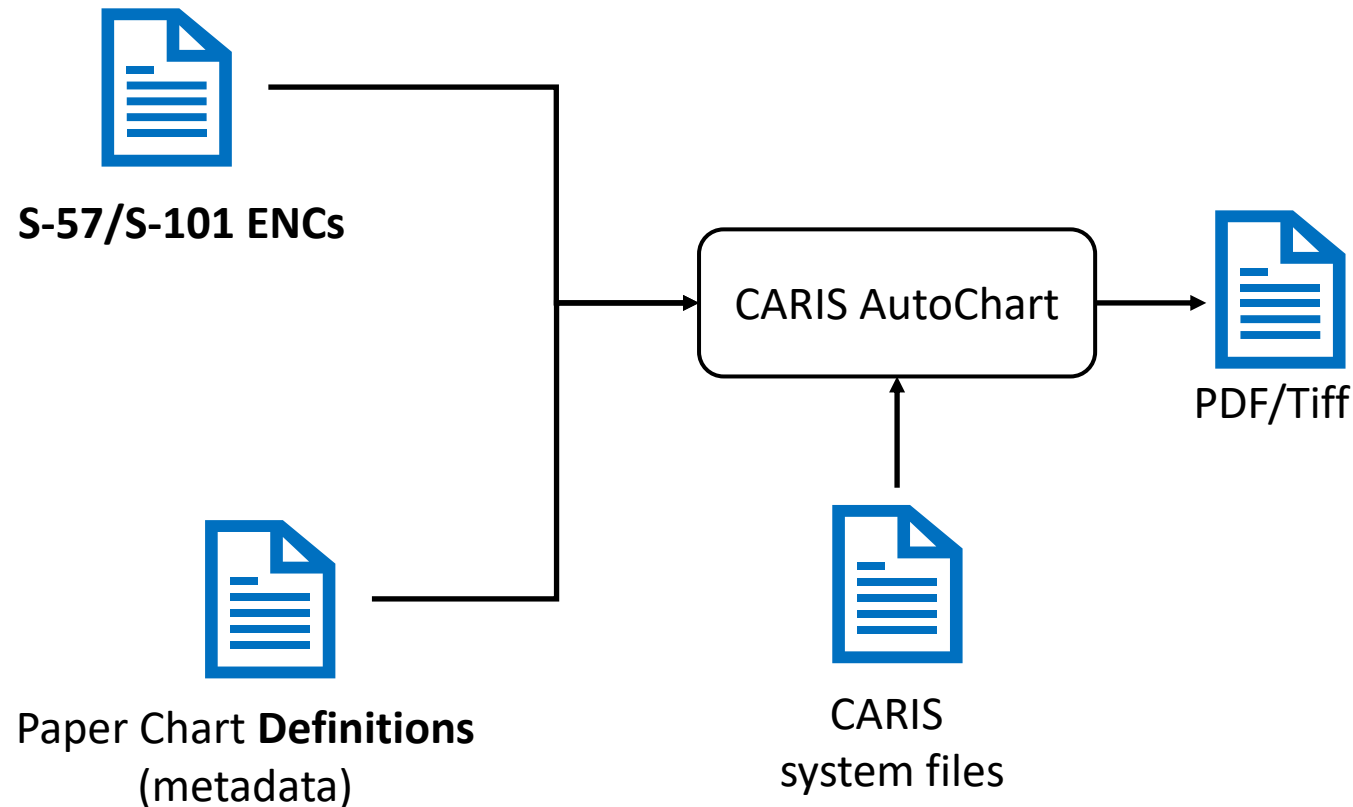 S-57/S-101 ENCs
CARIS AutoChart
PDF/Tiff
Paper Chart Definitions
(metadata)
CARIS
system files